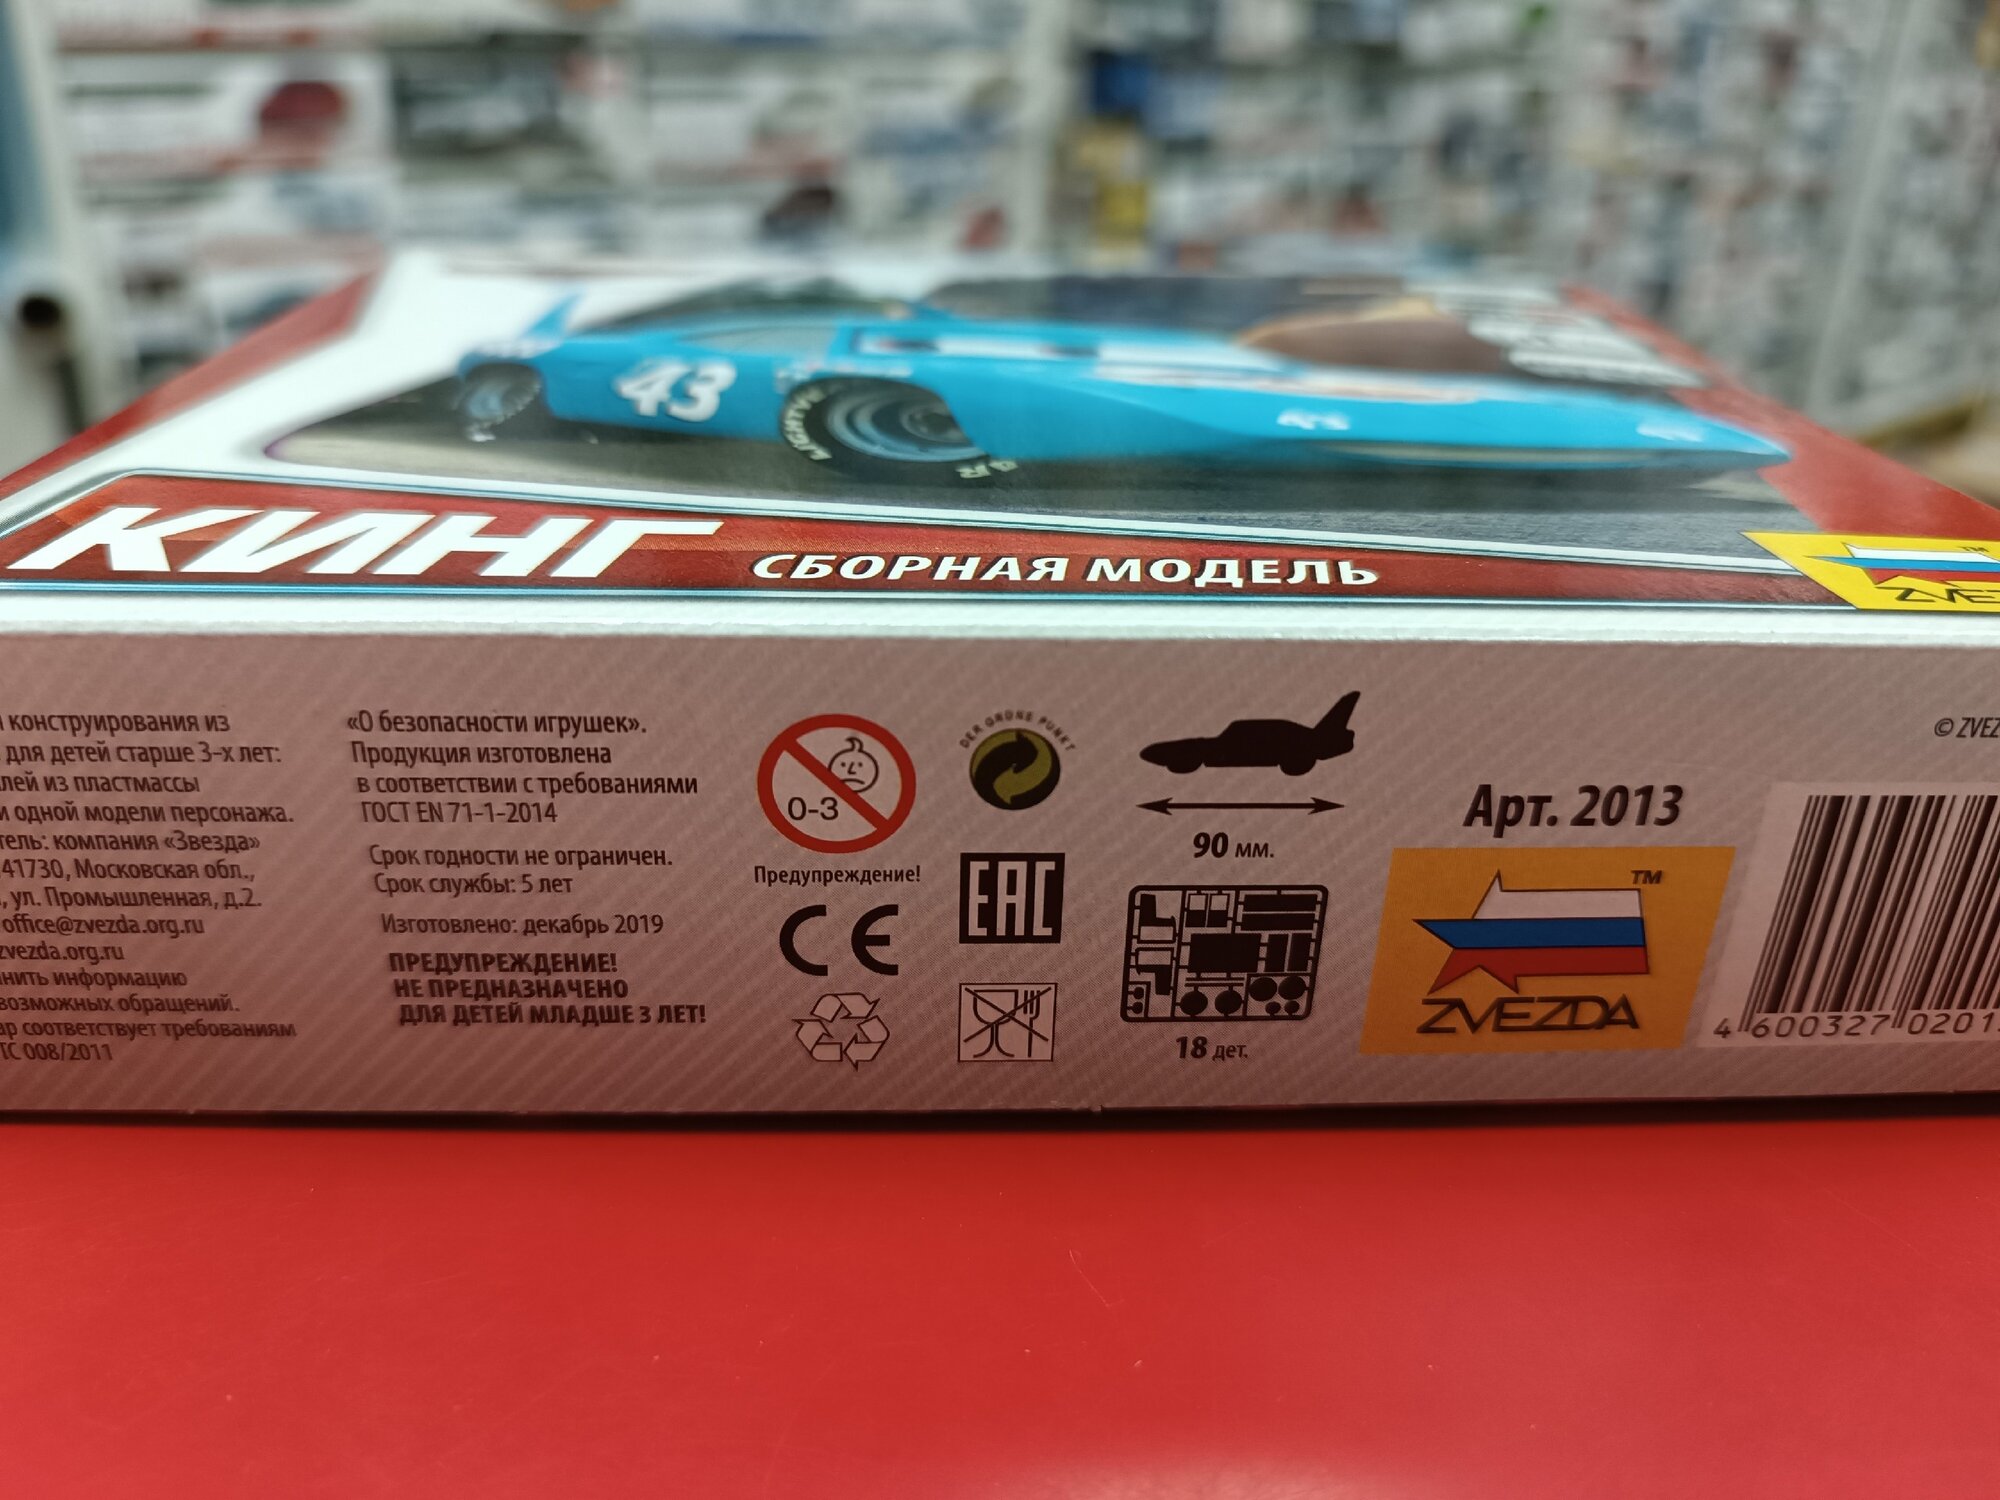 43
КИНГ СБОРНАЯ МОДЕЛЬ
ZVE
конструирования из
для детей старше 3-х лет:
лей из пластмассы
и одной модели персонажа.
тель: компания «Звезда»
41730, Московская обл.,
, ул. Промышленная, д.2.
office@zvezda.org.ru
zvezda.org.ru
нить информацию
возможных обращений.
ар соответствует требованиям
ТС 008/2011
«О безопасности игрушек».
Продукция изготовлена
в соответствии с требованиями
ГОСТ EN 71-1-2014
Срок годности не ограничен.
Срок службы: 5 лет
Изготовлено: декабрь 2019
ПРЕДУПРЕЖДЕНИЕ!
НЕ ПРЕДНАЗНАЧЕНО
ДЛЯ ДЕТЕЙ МЛАДШЕ 3 ЛЕТ!
0-3
Предупреждение!
CE
DER GRÜNE PUNKT
EAC
90 мм.
18 дет.
© ZVEZ
Арт. 2013
TM
ZVEZDA
4 600327 0201